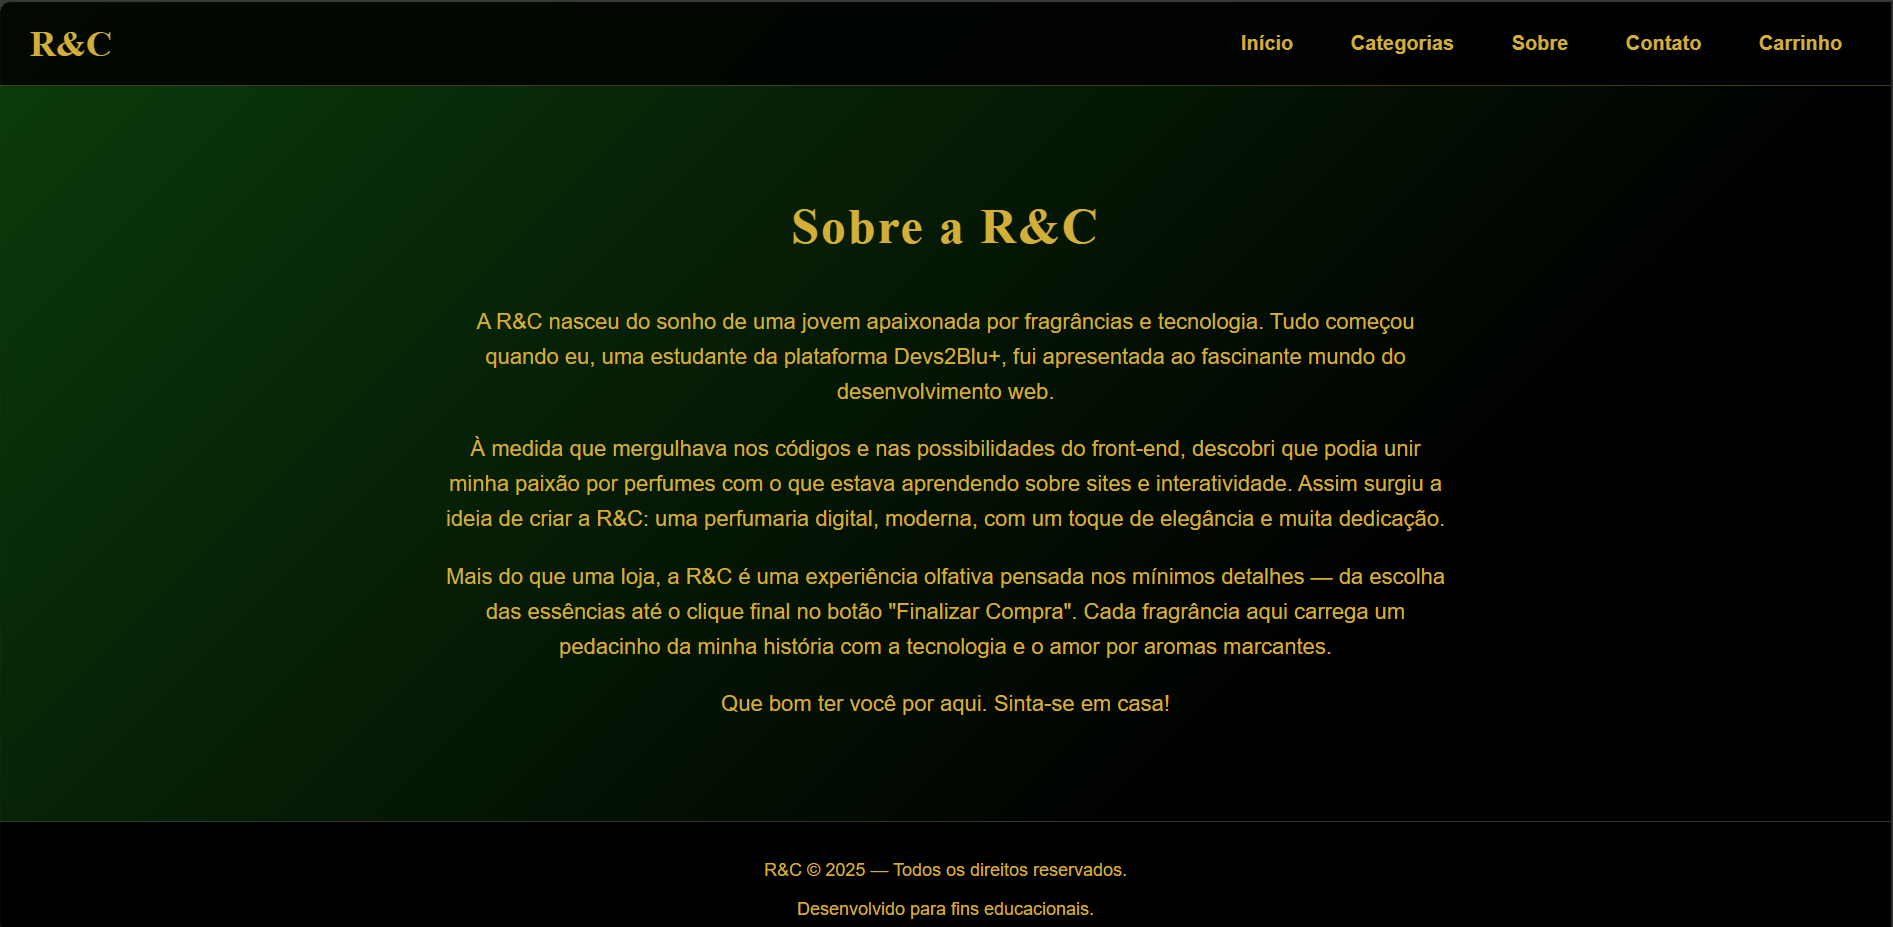 R&C
Início
Categorias
Sobre
Contato
Carrinho
Sobre a R&C
A R&C nasceu do sonho de uma jovem apaixonada por fragrâncias e tecnologia. Tudo começou
quando eu, uma estudante da plataforma Devs2Blu+, fui apresentada ao fascinante mundo do
desenvolvimento web.
À medida que mergulhava nos códigos e nas possibilidades do front-end, descobri que podia unir
minha paixão por perfumes com o que estava aprendendo sobre sites e interatividade. Assim surgiu a
ideia de criar a R&C: uma perfumaria digital, moderna, com um toque de elegância e muita dedicação.
Mais do que uma loja, a R&C é uma experiência olfativa pensada nos mínimos detalhes — da escolha
das essências até o clique final no botão "Finalizar Compra". Cada fragrância aqui carrega um
pedacinho da minha história com a tecnologia e o amor por aromas marcantes.
Que bom ter você por aqui. Sinta-se em casa!
R&C © 2025 — Todos os direitos reservados.
Desenvolvido para fins educacionais.